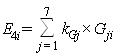 E_{4i} = \sum_{j=1}^{7} k_{Gj} \times G_{ji}